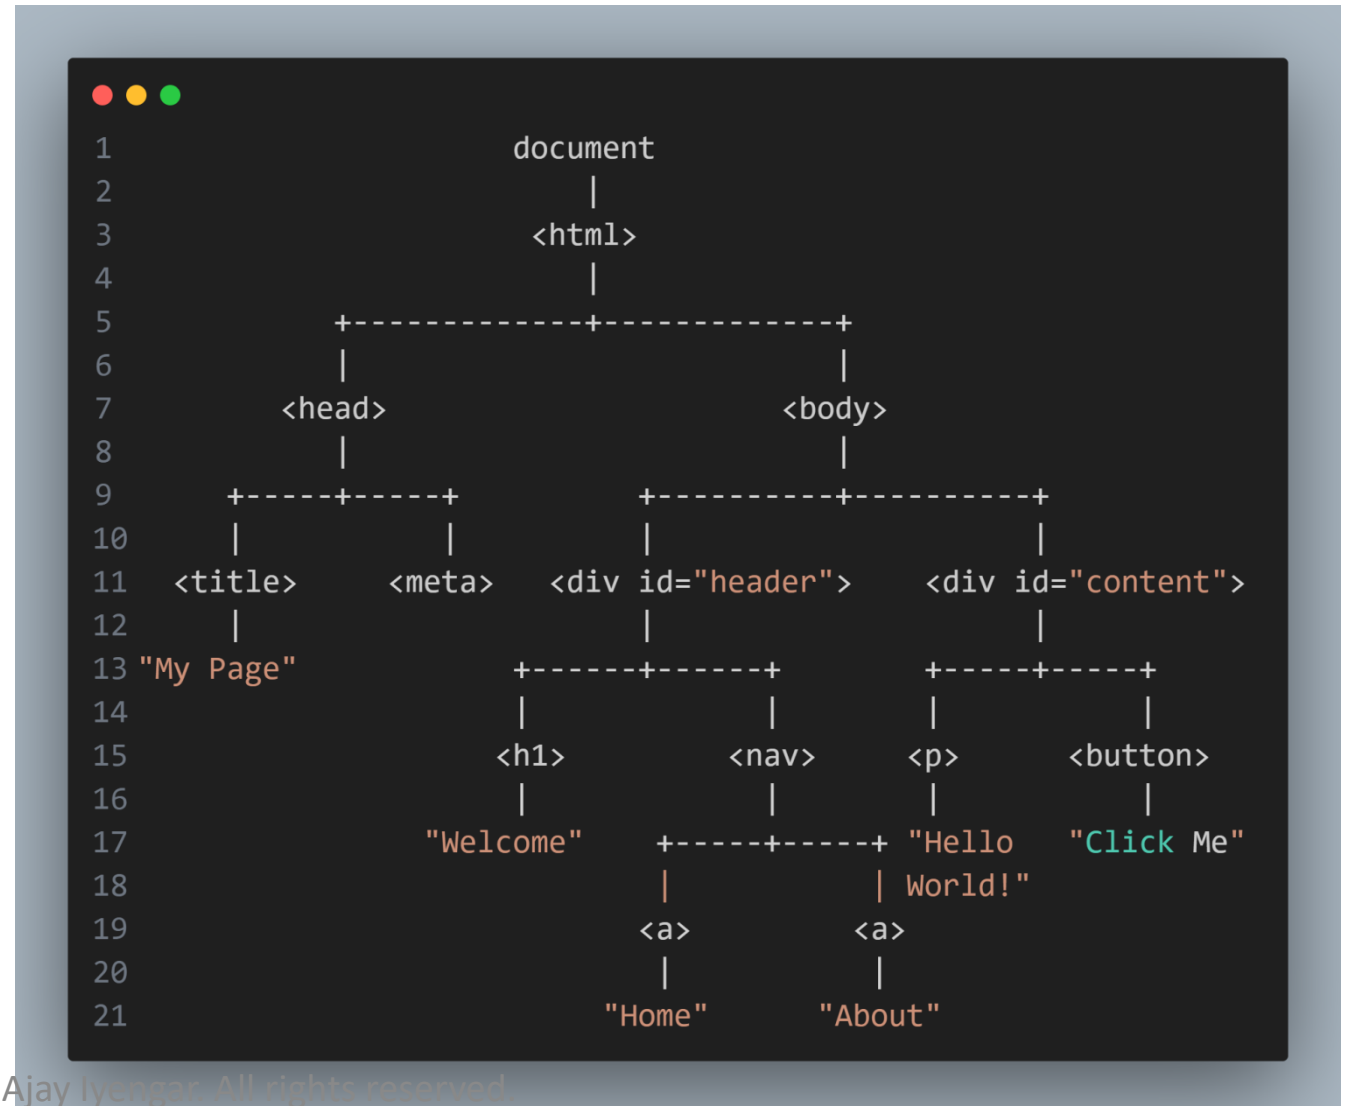 1 document
2 |
3 <html>
4 |
5 +-------------+-------------+
6 | |
7 <head> <body>
8 | |
9 +-----+-----+ +----------+----------+
10 | | | |
11 <title> <meta> <div id="header"> <div id="content">
12 | | |
13 "My Page" +------+------+ +-----+-----+
14 | | | |
15 <h1> <nav> <p> <button>
16 | | | |
17 "Welcome" +-----+-----+ "Hello "Click Me"
18 | | World!"
19 <a> <a>
20 | |
21 "Home" "About"
Ajay Iyengar. All rights reserved